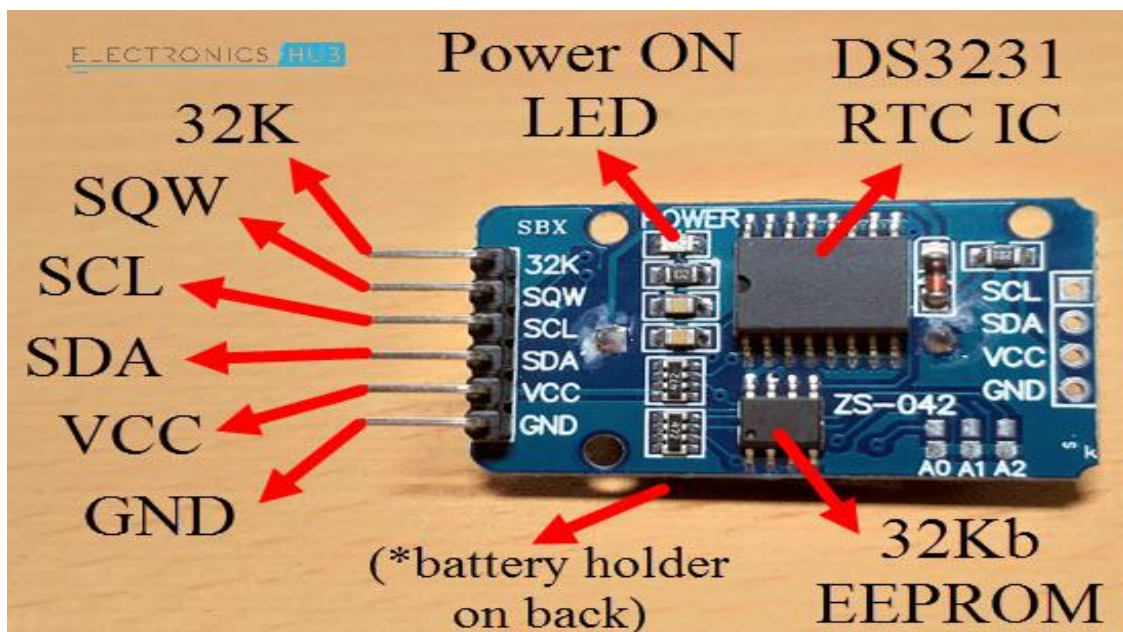 ELECTRONICS HUB
Power ON
LED
DS3231
RTC IC
32K
SQW
SCL
SDA
VCC
GND
SBX
POWER
32K
SQW
SCL
SDA
VCC
GND
SCL
SDA
VCC
GND
ZS-042
A0 A1 A2
(*battery holder
on back)
32Kb
EEPROM